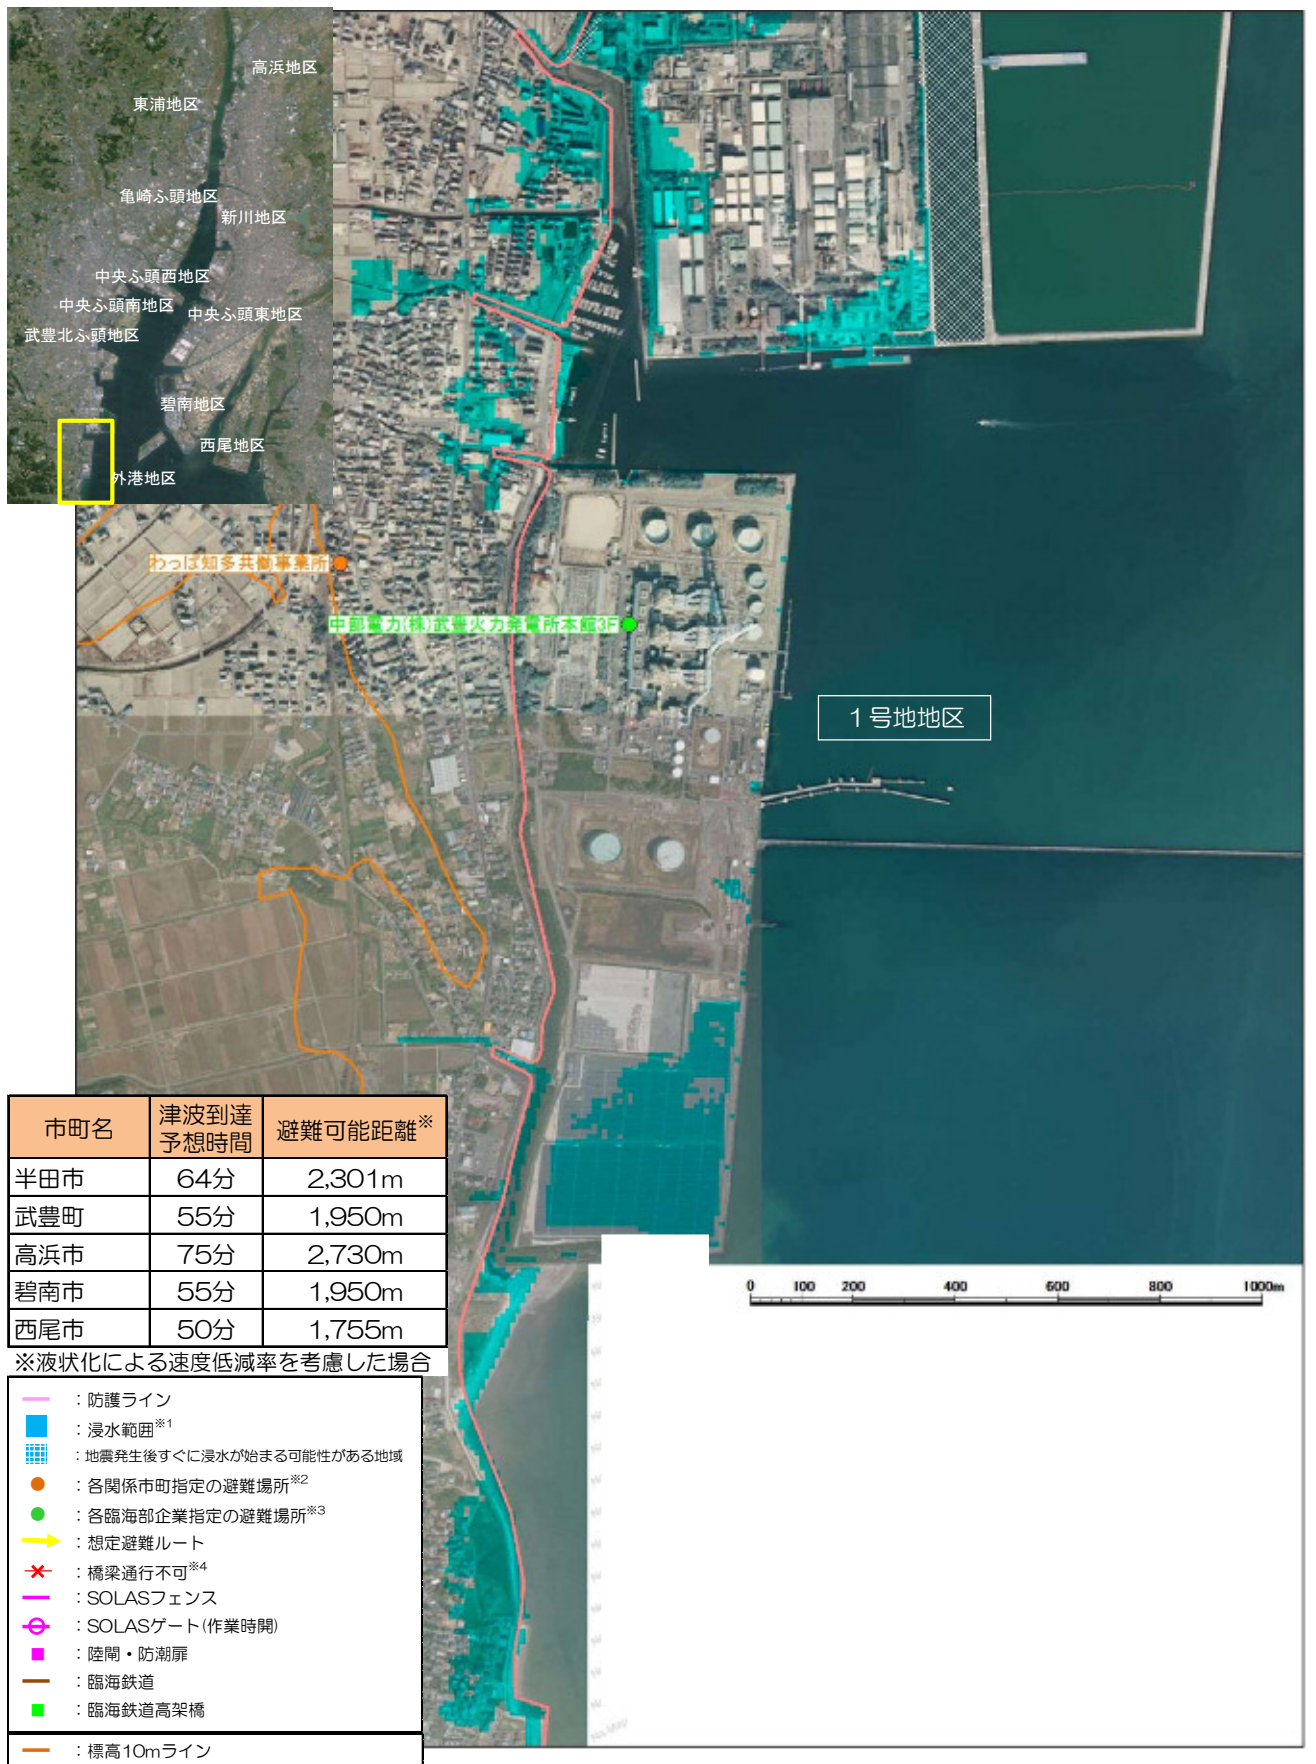 高浜地区
東浦地区
亀崎ふ頭地区
新川地区
中央ふ頭西地区
中央ふ頭南地区
中央ふ頭東地区
武豊北ふ頭地区
碧南地区
西尾地区
外港地区
わっぱ知多共働事業所
中部電力(株)武豊火力発電所本館3F
1号地地区
市町名 津波到達予想時間 避難可能距離※
半田市 64分 2,301m
武豊町 55分 1,950m
高浜市 75分 2,730m
碧南市 55分 1,950m
西尾市 50分 1,755m
※液状化による速度低減率を考慮した場合
0 100 200 400 600 800 1000m
:防護ライン
:浸水範囲※1
:地震発生後すぐに浸水が始まる可能性がある地域
:各関係市町指定の避難場所※2
:各臨海部企業指定の避難場所※3
:想定避難ルート
:橋梁通行不可※4
:SOLASフェンス
:SOLASゲート(作業時開)
:陸閘・防潮扉
:臨海鉄道
:臨海鉄道高架橋
:標高10mライン